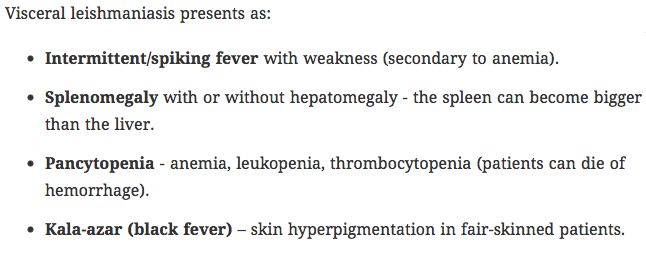 Visceral leishmaniasis presents as:
• Intermittent/spiking fever with weakness (secondary to anemia).
• Splenomegaly with or without hepatomegaly - the spleen can become bigger
than the liver.
• Pancytopenia - anemia, leukopenia, thrombocytopenia (patients can die of
hemorrhage).
• Kala-azar (black fever) – skin hyperpigmentation in fair-skinned patients.